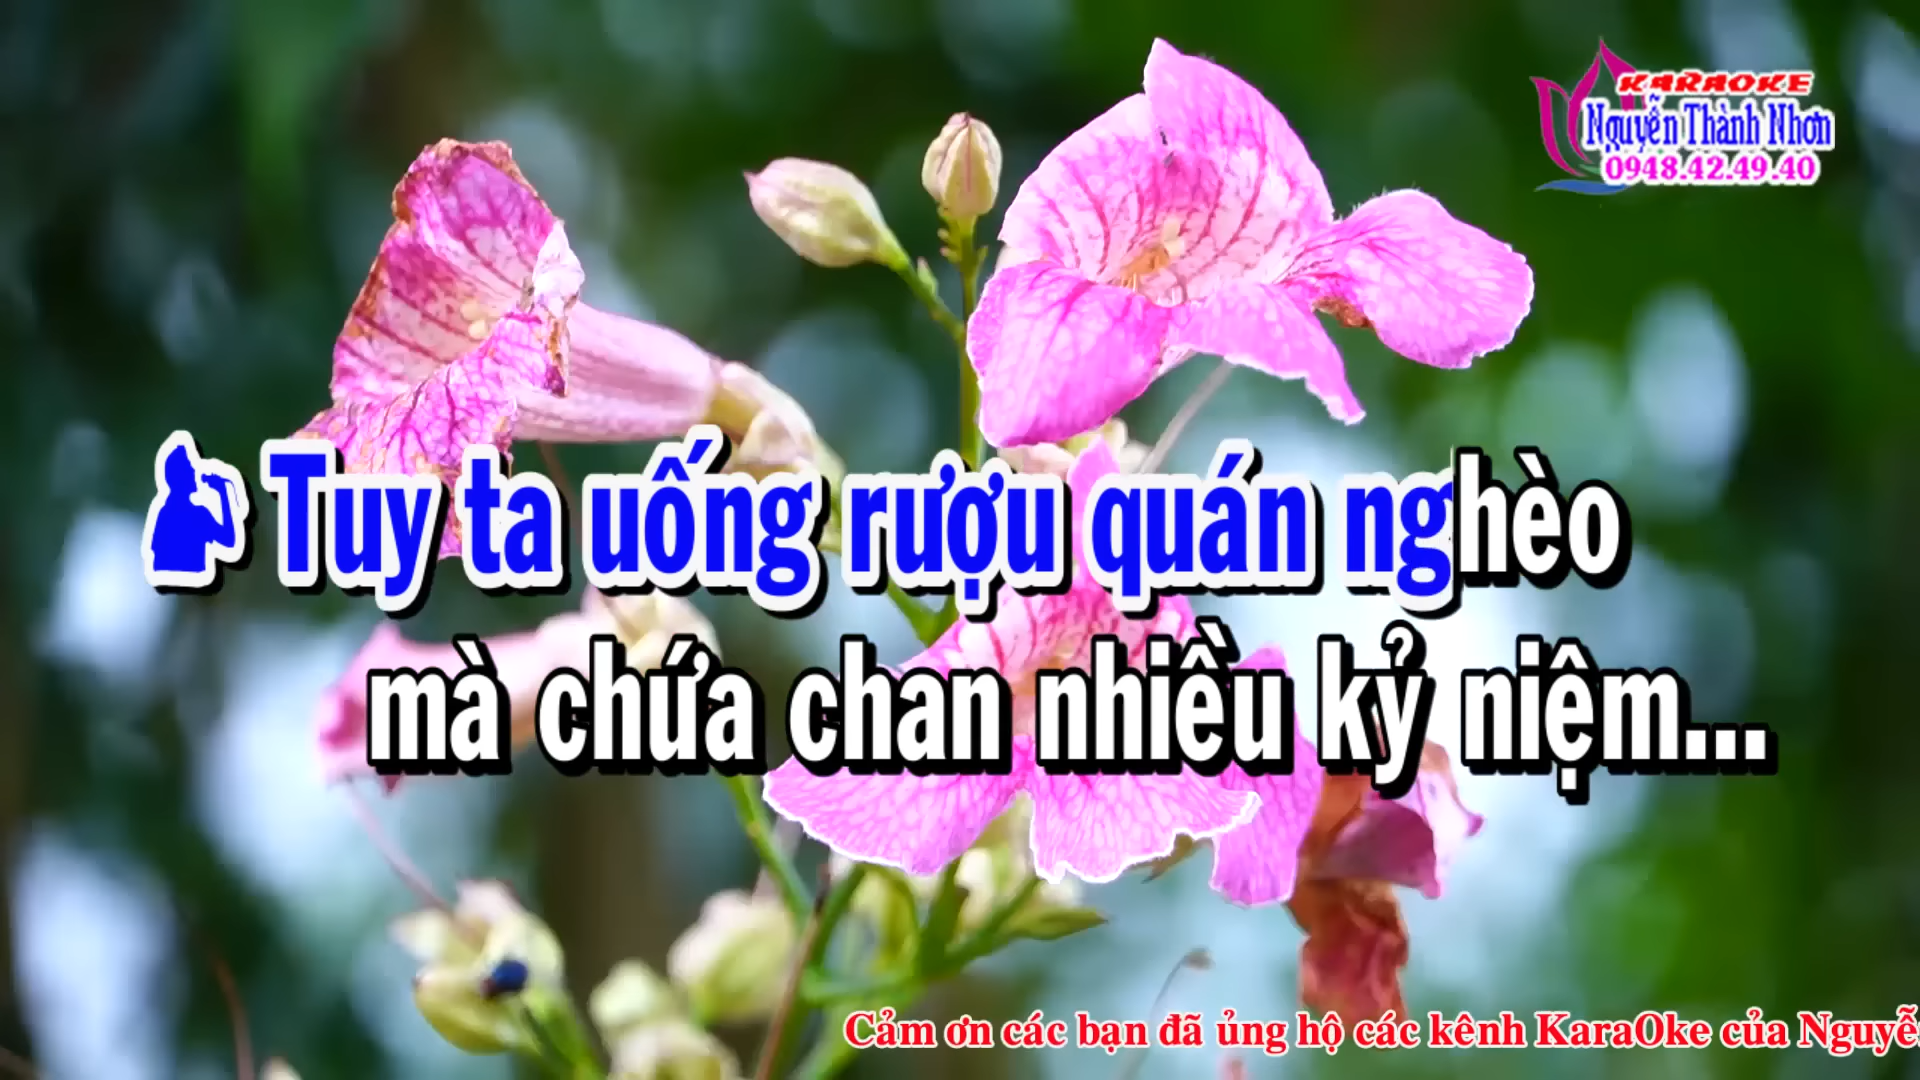 KARAOKE
Nguyễn Thành Nhơn
0948.42.49.40
Tuy ta uống rượu quán nghèo
mà chứa chan nhiều kỷ niệm...
Cảm ơn các bạn đã ủng hộ các kênh KaraOke của Nguyễ